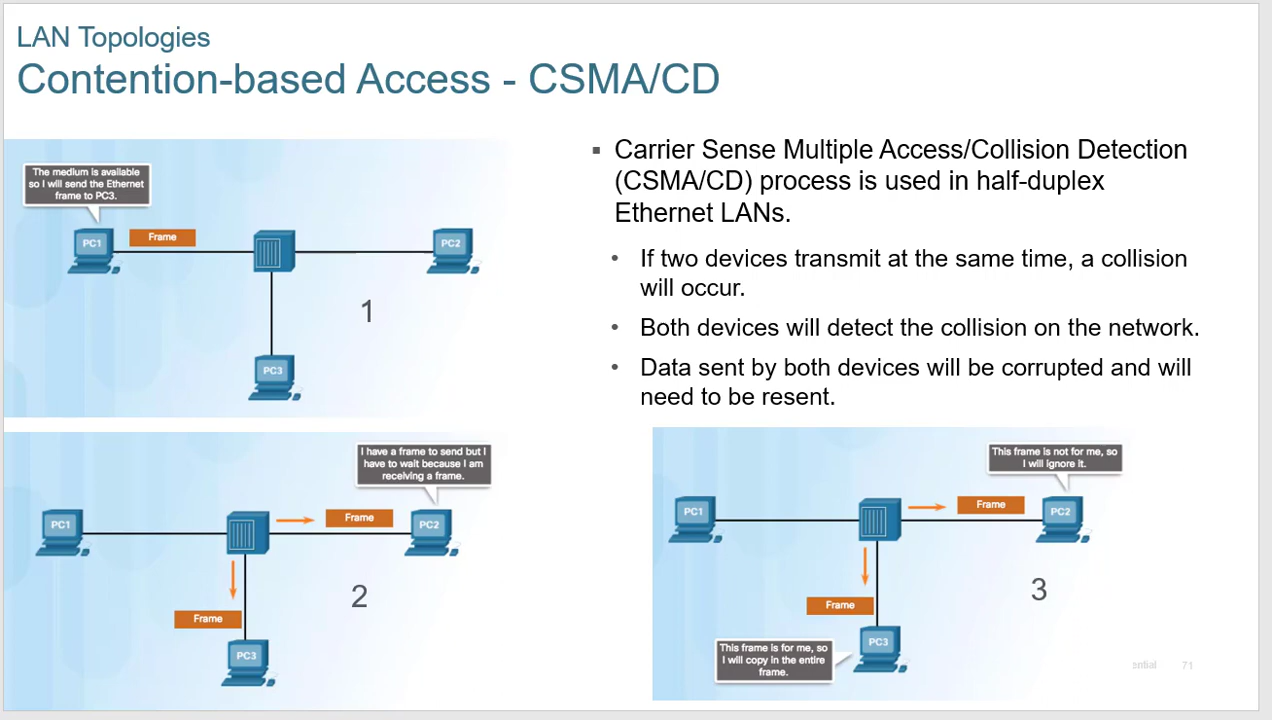 LAN Topologies
Contention-based Access - CSMA/CD
The medium is available
so I will send the Ethernet
frame to PC3.
PC1
Frame
PC2
1
PC3
▪ Carrier Sense Multiple Access/Collision Detection
(CSMA/CD) process is used in half-duplex
Ethernet LANs.
• If two devices transmit at the same time, a collision
will occur.
• Both devices will detect the collision on the network.
• Data sent by both devices will be corrupted and will
need to be resent.
I have a frame to send but I
have to wait because I am
receiving a frame.
PC1
Frame
PC2
2
Frame
PC3
This frame is not for me, so
I will ignore it.
PC1
Frame
PC2
3
Frame
PC3
This frame is for me, so
I will copy in the entire
frame.
71